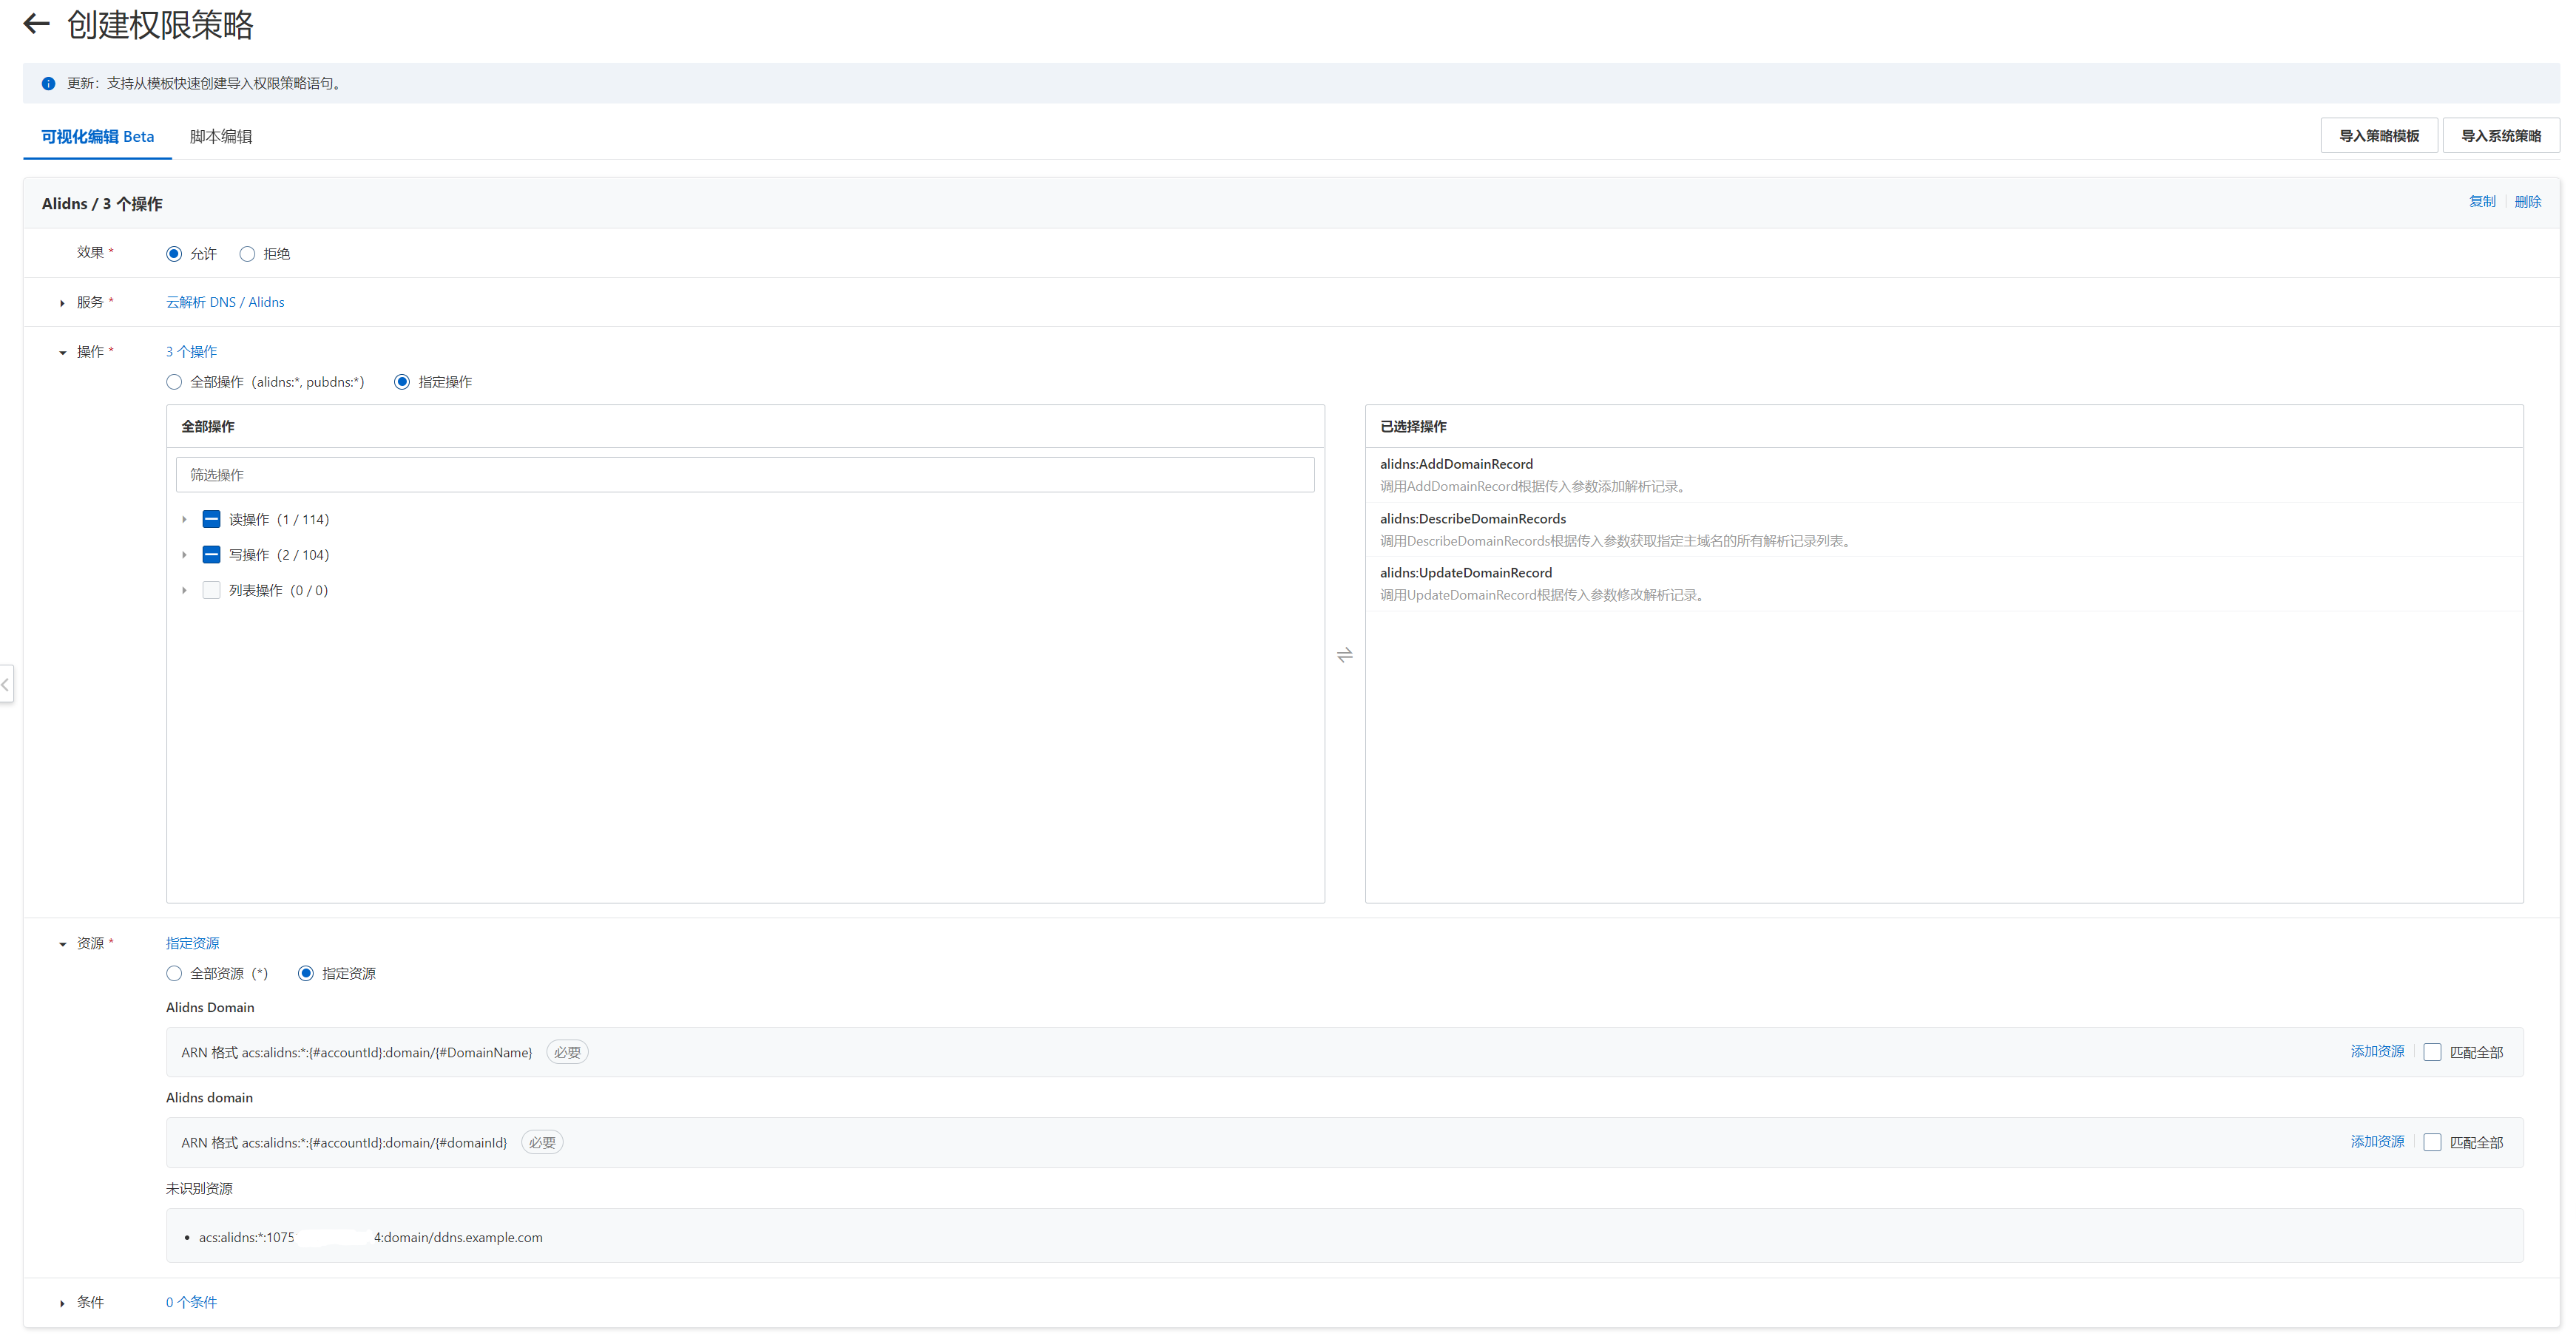 创建权限策略
更新：支持从模板快速创建导入权限策略语句。
可视化编辑 Beta 脚本编辑 导入策略模板 导入系统策略
Alidns / 3 个操作 复制 删除
效果 * 允许 拒绝
服务 * 云解析 DNS / Alidns
操作 * 3 个操作
全部操作（alidns:*, pubdns:*） 指定操作
全部操作
筛选操作
读操作（1 / 114）
写操作（2 / 104）
列表操作（0 / 0）
已选择操作
alidns:AddDomainRecord
调用AddDomainRecord根据传入参数添加解析记录。
alidns:DescribeDomainRecords
调用DescribeDomainRecords根据传入参数获取指定主域名的所有解析记录列表。
alidns:UpdateDomainRecord
调用UpdateDomainRecord根据传入参数修改解析记录。
资源 * 指定资源
全部资源（*） 指定资源
Alidns Domain
ARN 格式 acs:alidns:*:{#accountId}:domain/{#DomainName} 必要 添加资源 匹配全部
Alidns domain
ARN 格式 acs:alidns:*:{#accountId}:domain/{#domainId} 必要 添加资源 匹配全部
未识别资源
acs:alidns:*:1075 4:domain/ddns.example.com
条件 0 个条件